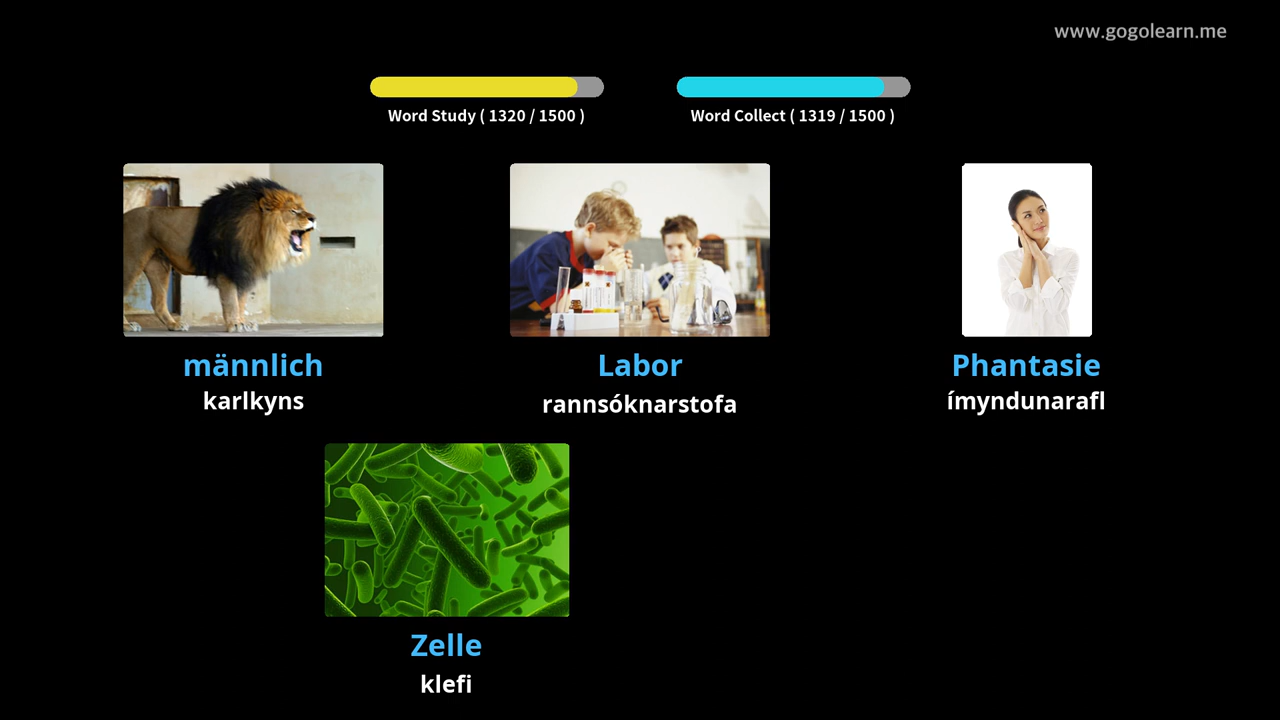 www.gogolearn.me
Word Study ( 1320 / 1500 )
Word Collect ( 1319 / 1500 )
männlich
karlkyns
Labor
rannsóknarstofa
Phantasie
ímyndunarafl
Zelle
klefi